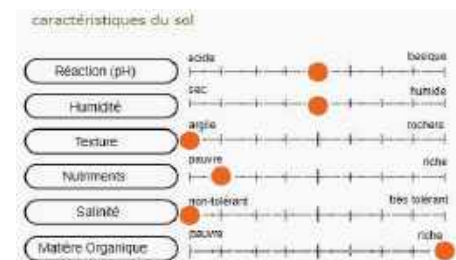 caractéristiques du sol
acide basique
Réaction (pH)
sec humide
Humidité
argile rochers
Texture
pauvre riche
Nutriments
non-tolérant très tolérant
Salinité
pauvre riche
Matière Organique